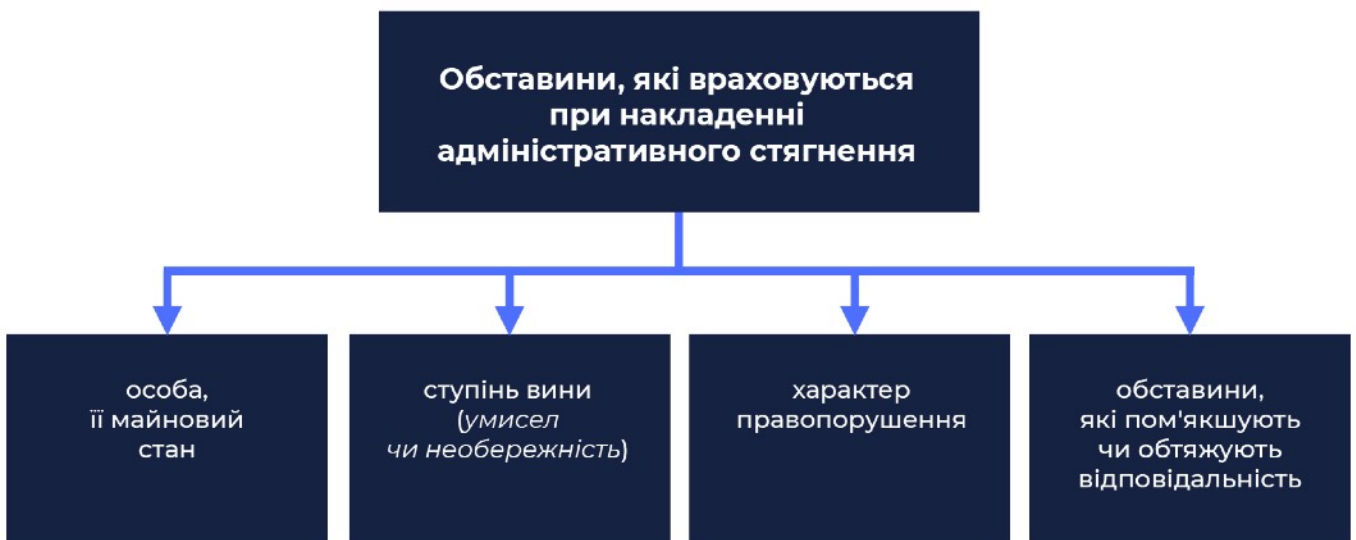 Обставини, які враховуються
при накладенні
адміністративного стягнення
особа,
її майновий
стан
ступінь вини
(умисел
чи необережність)
характер
правопорушення
обставини,
які пом'якшують
чи обтяжують
відповідальність